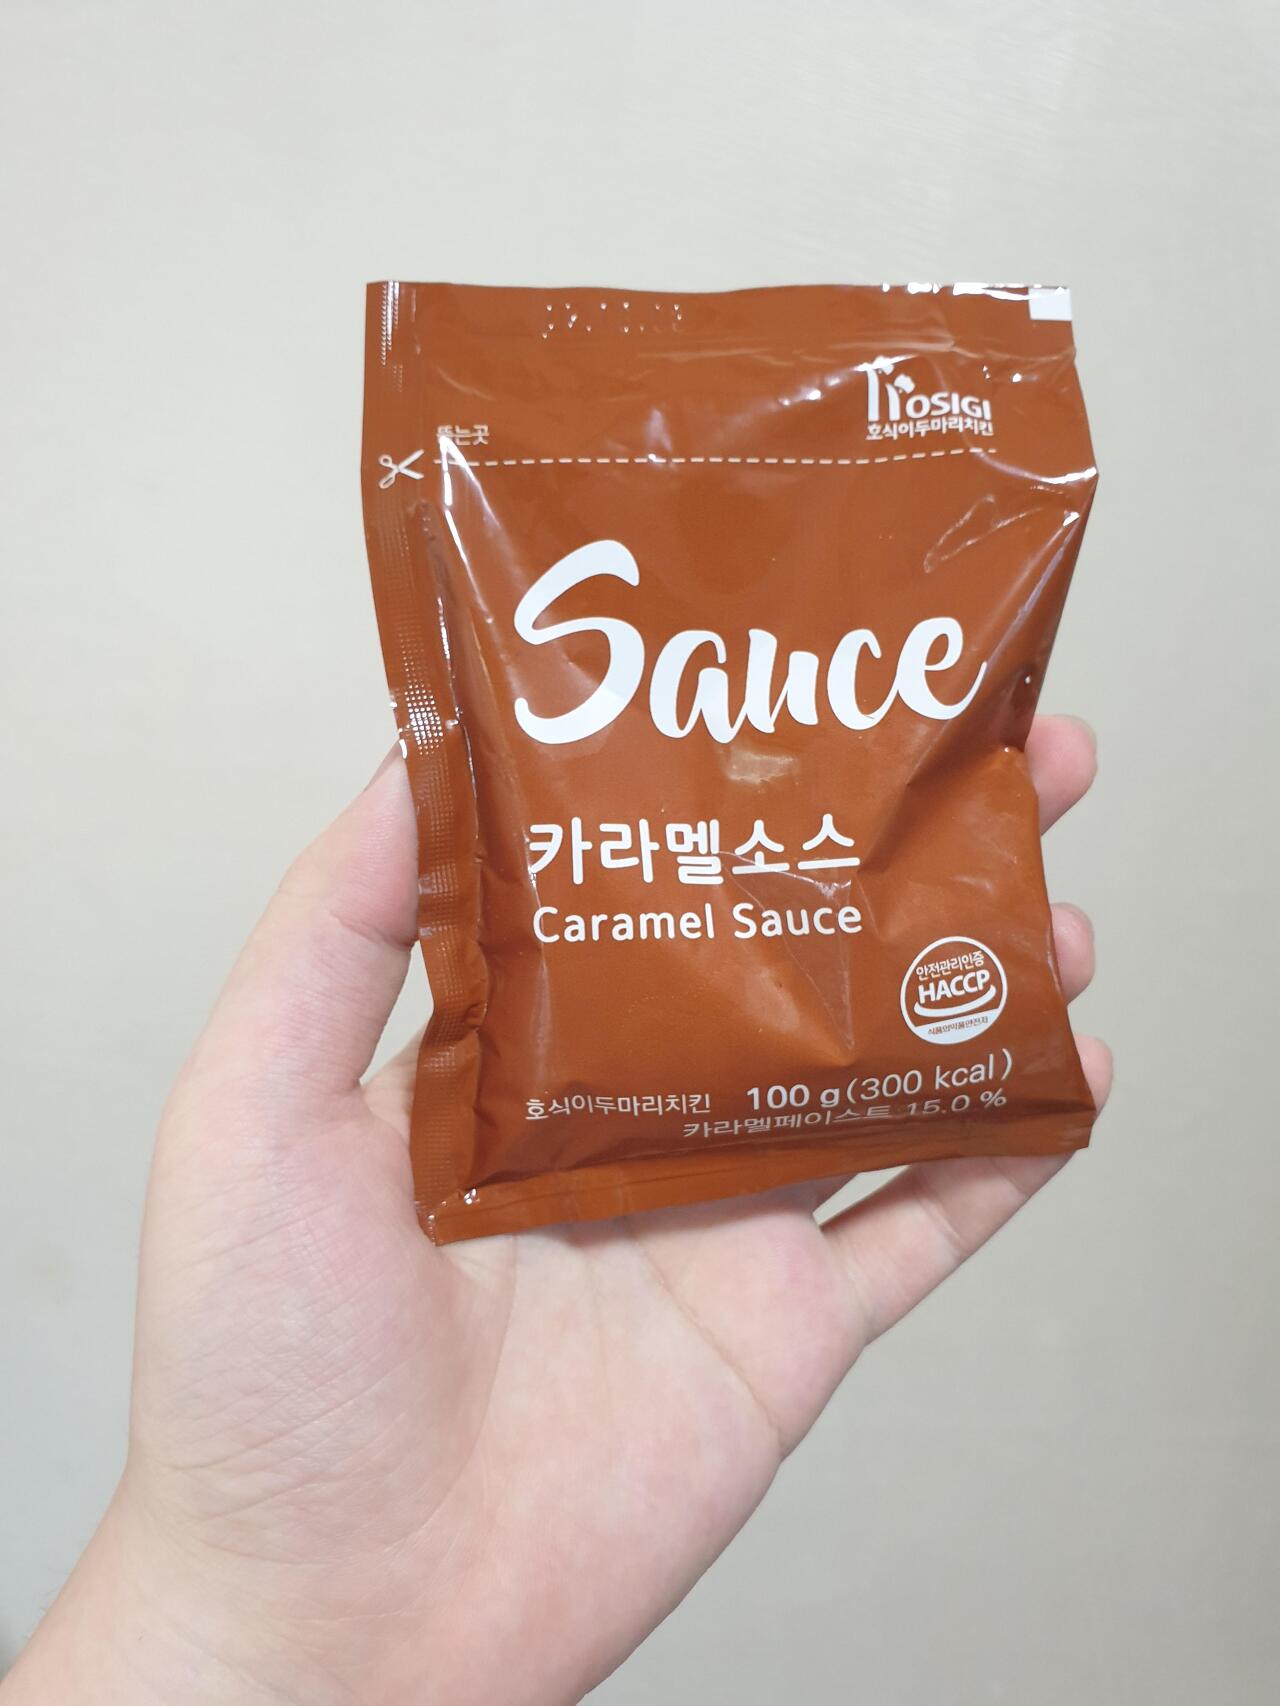 HOSIGI
호식이두마리치킨
뜯는곳
Sauce
카라멜소스
Caramel Sauce
안전관리인증
HACCP
호식이두마리치킨 100 g(300 kcal)
카라멜페이스트 15.0 %